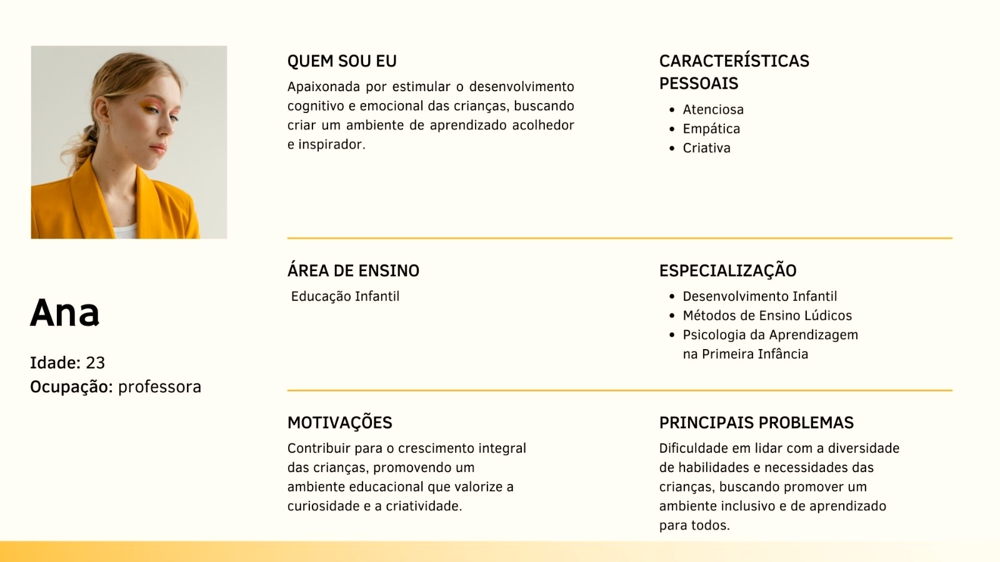 QUEM SOU EU
Apaixonada por estimular o desenvolvimento
cognitivo e emocional das crianças, buscando
criar um ambiente de aprendizado acolhedor
e inspirador.
CARACTERÍSTICAS
PESSOAIS
• Atenciosa
• Empática
• Criativa
Ana
Idade: 23
Ocupação: professora
ÁREA DE ENSINO
Educação Infantil
ESPECIALIZAÇÃO
• Desenvolvimento Infantil
• Métodos de Ensino Lúdicos
• Psicologia da Aprendizagem
na Primeira Infância
MOTIVAÇÕES
Contribuir para o crescimento integral
das crianças, promovendo um
ambiente educacional que valorize a
curiosidade e a criatividade.
PRINCIPAIS PROBLEMAS
Dificuldade em lidar com a diversidade
de habilidades e necessidades das
crianças, buscando promover um
ambiente inclusivo e de aprendizado
para todos.